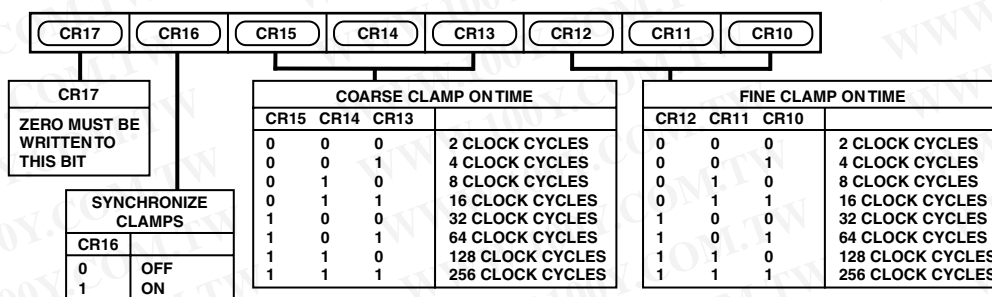 CR17 CR16 CR15 CR14 CR13 CR12 CR11 CR10
CR17
ZERO MUST BE
WRITTEN TO
THIS BIT
SYNCHRONIZE
CLAMPS
CR16
0 OFF
1 ON
COARSE CLAMP ON TIME
CR15 CR14 CR13
0 0 0 2 CLOCK CYCLES
0 0 1 4 CLOCK CYCLES
0 1 0 8 CLOCK CYCLES
0 1 1 16 CLOCK CYCLES
1 0 0 32 CLOCK CYCLES
1 0 1 64 CLOCK CYCLES
1 1 0 128 CLOCK CYCLES
1 1 1 256 CLOCK CYCLES
FINE CLAMP ON TIME
CR12 CR11 CR10
0 0 0 2 CLOCK CYCLES
0 0 1 4 CLOCK CYCLES
0 1 0 8 CLOCK CYCLES
0 1 1 16 CLOCK CYCLES
1 0 0 32 CLOCK CYCLES
1 0 1 64 CLOCK CYCLES
1 1 0 128 CLOCK CYCLES
1 1 1 256 CLOCK CYCLES